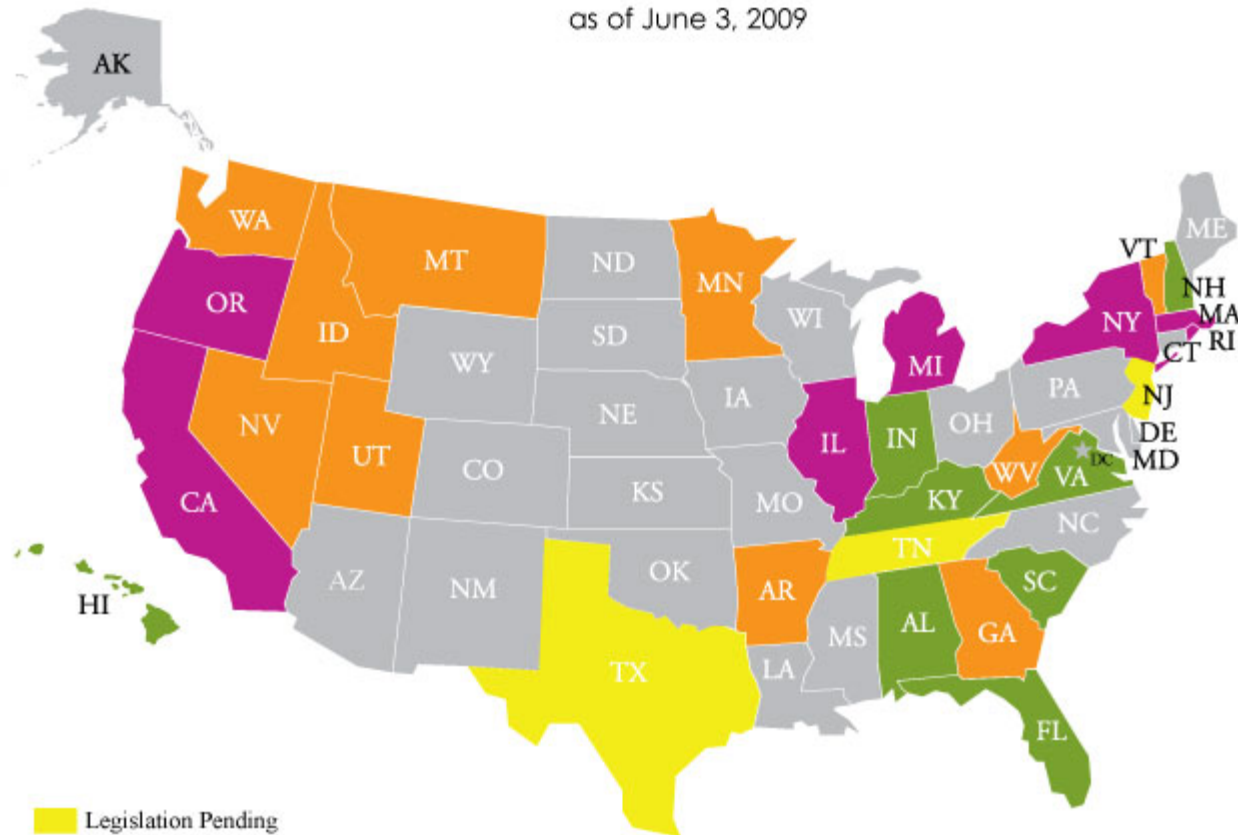 as of June 3, 2009
AK
WA
MT
ND
MN
ME
VT
NH
OR
ID
SD
WI
NY
MA
RI
WY
MI
CT
NV
NE
IA
PA
NJ
UT
CO
IL
IN
OH
DE
MD
CA
KS
MO
WV
VA
DC
KY
AZ
NM
OK
TN
NC
HI
AR
SC
MS
AL
GA
TX
LA
FL
Legislation Pending